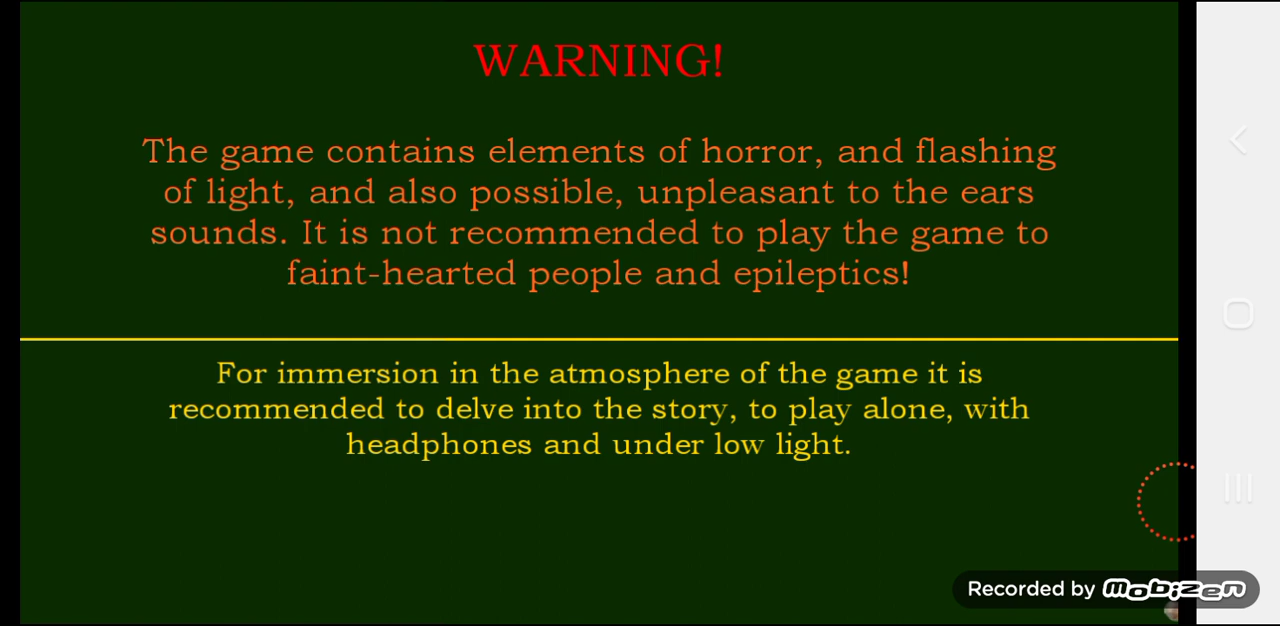 WARNING!
The game contains elements of horror, and flashing
of light, and also possible, unpleasant to the ears
sounds. It is not recommended to play the game to
faint-hearted people and epileptics!
For immersion in the atmosphere of the game it is
recommended to delve into the story, to play alone, with
headphones and under low light.
Recorded by Mobizen